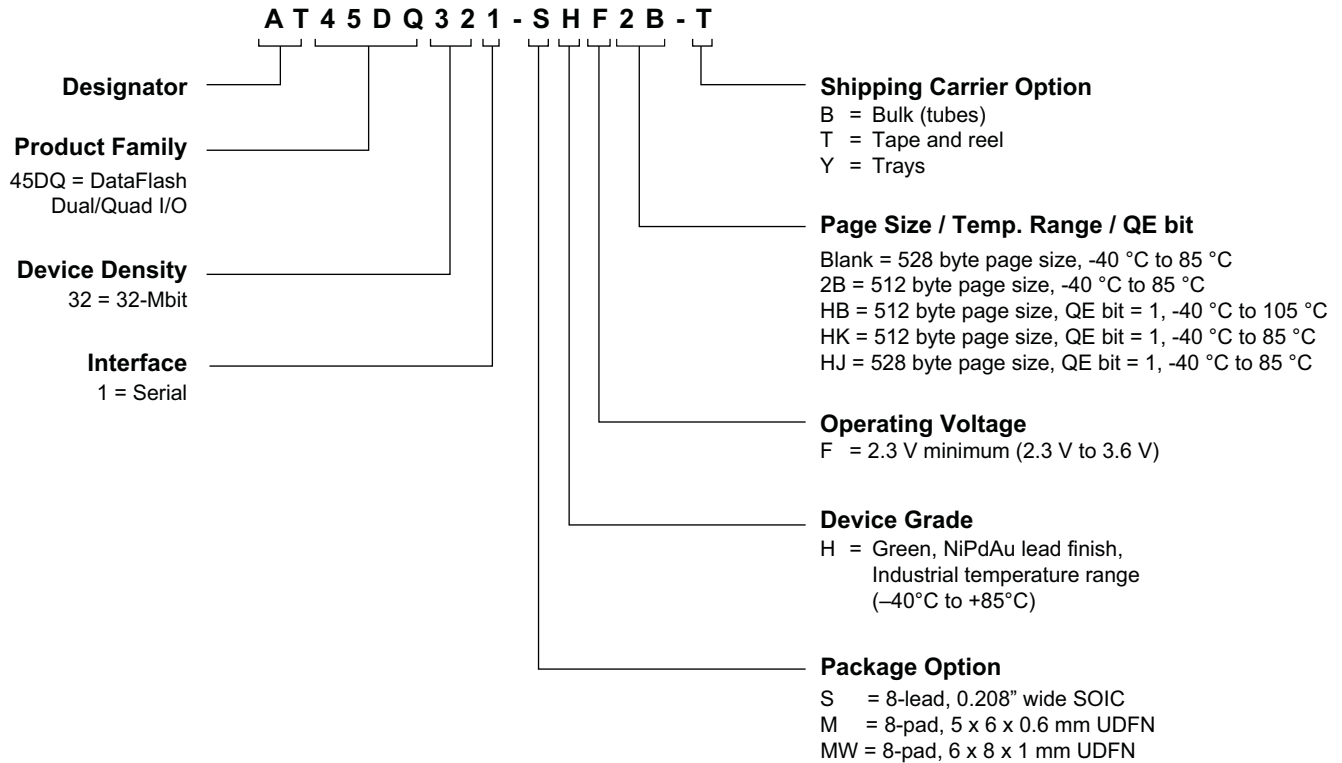 A T 4 5 D Q 3 2 1 - S H F 2 B - T
Designator
Product Family
45DQ = DataFlash
Dual/Quad I/O
Device Density
32 = 32-Mbit
Interface
1 = Serial
Shipping Carrier Option
B = Bulk (tubes)
T = Tape and reel
Y = Trays
Page Size / Temp. Range / QE bit
Blank = 528 byte page size, -40 °C to 85 °C
2B = 512 byte page size, -40 °C to 85 °C
HB = 512 byte page size, QE bit = 1, -40 °C to 105 °C
HK = 512 byte page size, QE bit = 1, -40 °C to 85 °C
HJ = 528 byte page size, QE bit = 1, -40 °C to 85 °C
Operating Voltage
F = 2.3 V minimum (2.3 V to 3.6 V)
Device Grade
H = Green, NiPdAu lead finish,
Industrial temperature range
(–40°C to +85°C)
Package Option
S = 8-lead, 0.208” wide SOIC
M = 8-pad, 5 x 6 x 0.6 mm UDFN
MW = 8-pad, 6 x 8 x 1 mm UDFN